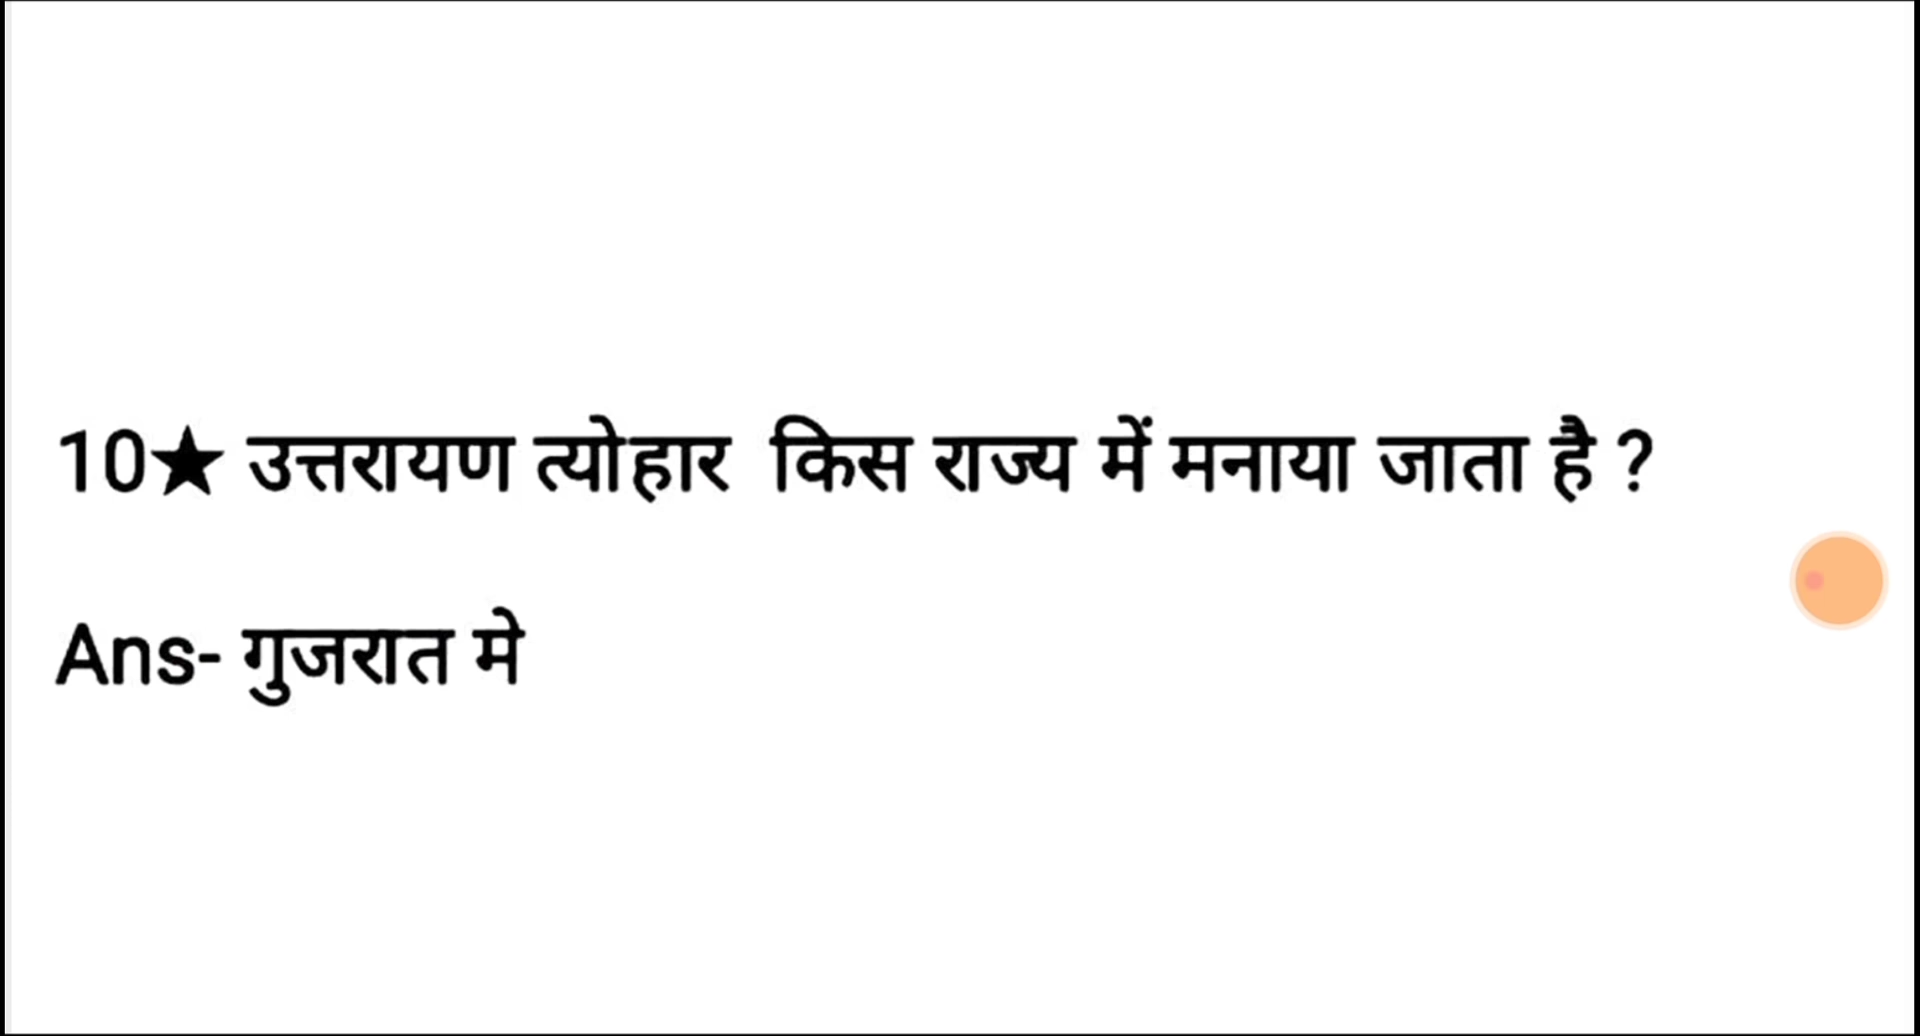 10★ उत्तरायण त्योहार किस राज्य में मनाया जाता है ?
Ans- गुजरात मे